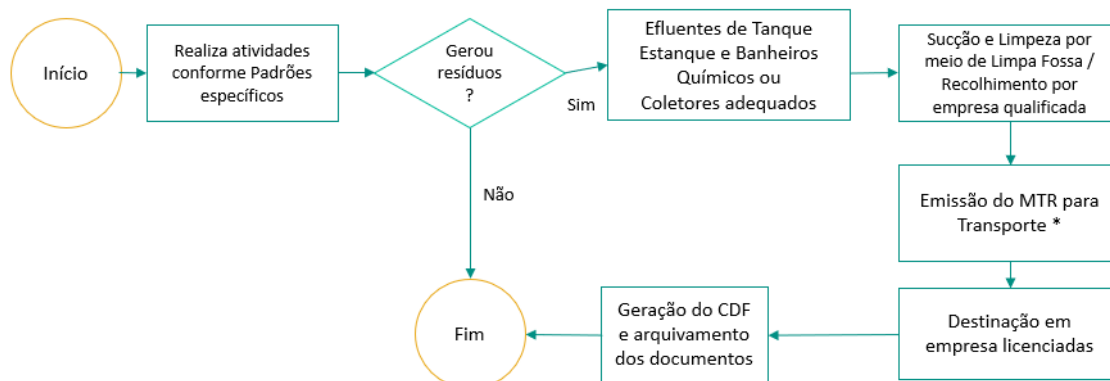 Início
Realiza atividades
conforme Padrões
específicos
Gerou
resíduos
?
Sim
Não
Efluentes de Tanque
Estanque e Banheiros
Químicos ou
Coletores adequados
Sucção e Limpeza por
meio de Limpa Fossa /
Recolhimento por
empresa qualificada
Emissão do MTR para
Transporte *
Destinação em
empresa licenciadas
Geração do CDF
e arquivamento
dos documentos
Fim